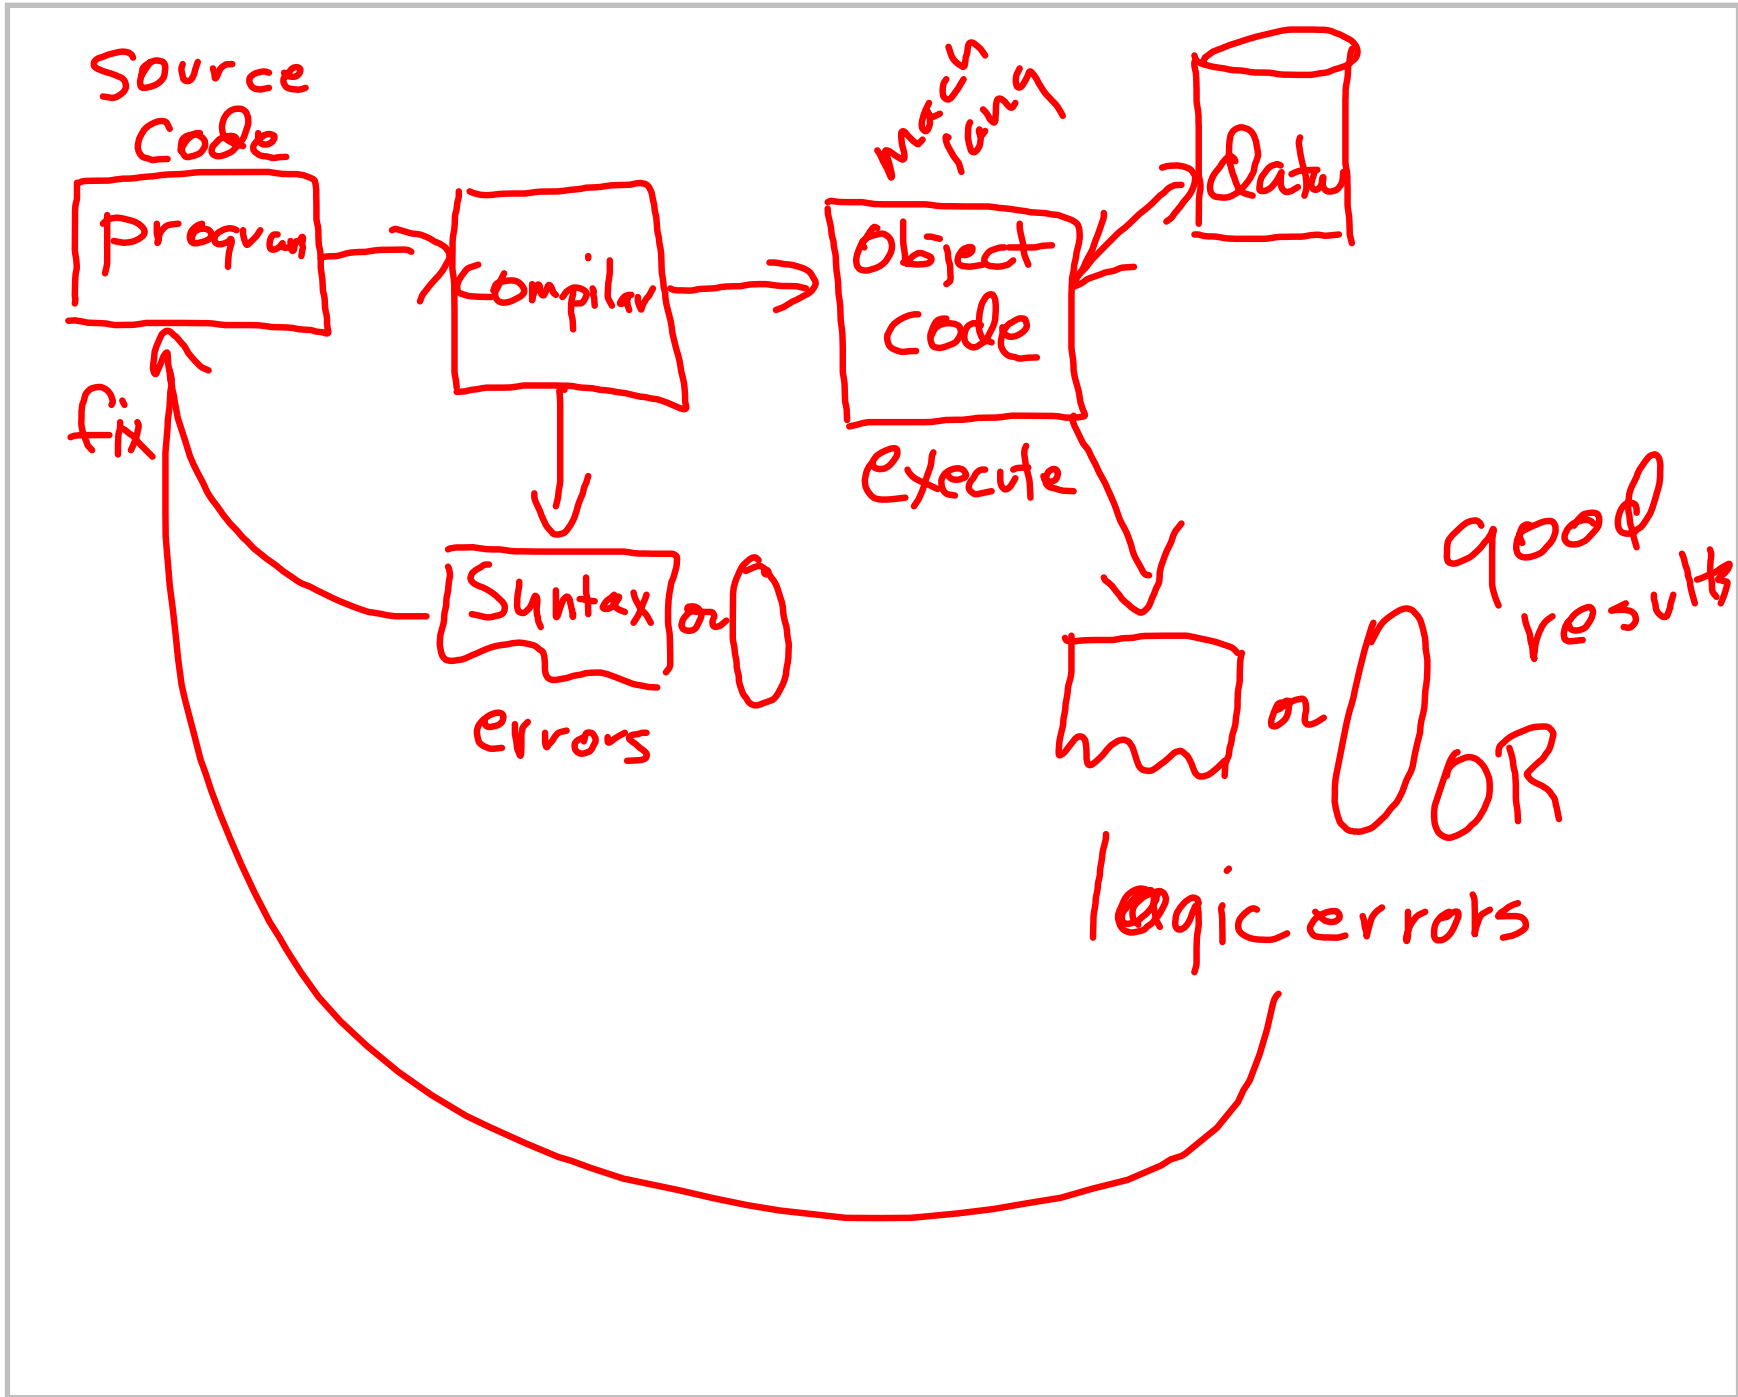 Source
Code
program
compiler
mach
lang
Object
code
execute
Data
fix
Syntax
or
errors
good
results
or
OR
logic errors